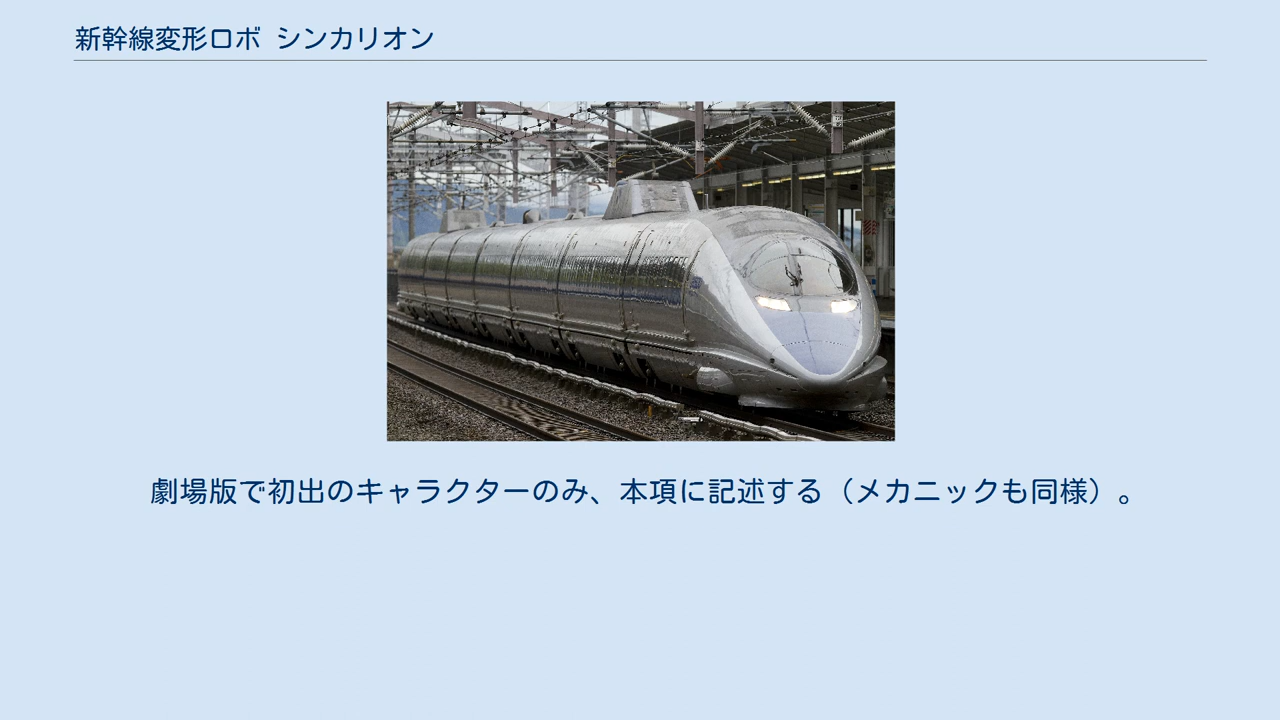 新幹線変形ロボ シンカリオン
劇場版で初出のキャラクターのみ、本項に記述する（メカニックも同様）。